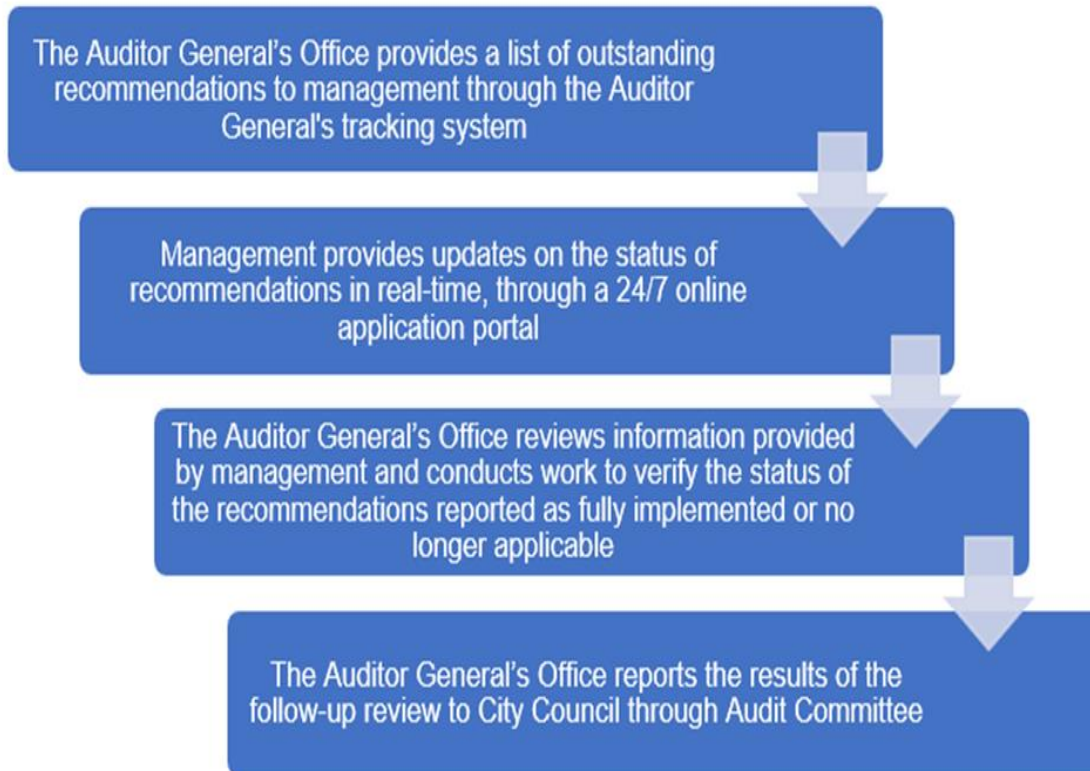 The Auditor General’s Office provides a list of outstanding
recommendations to management through the Auditor
General's tracking system
Management provides updates on the status of
recommendations in real-time, through a 24/7 online
application portal
The Auditor General’s Office reviews information provided
by management and conducts work to verify the status of
the recommendations reported as fully implemented or no
longer applicable
The Auditor General’s Office reports the results of the
follow-up review to City Council through Audit Committee